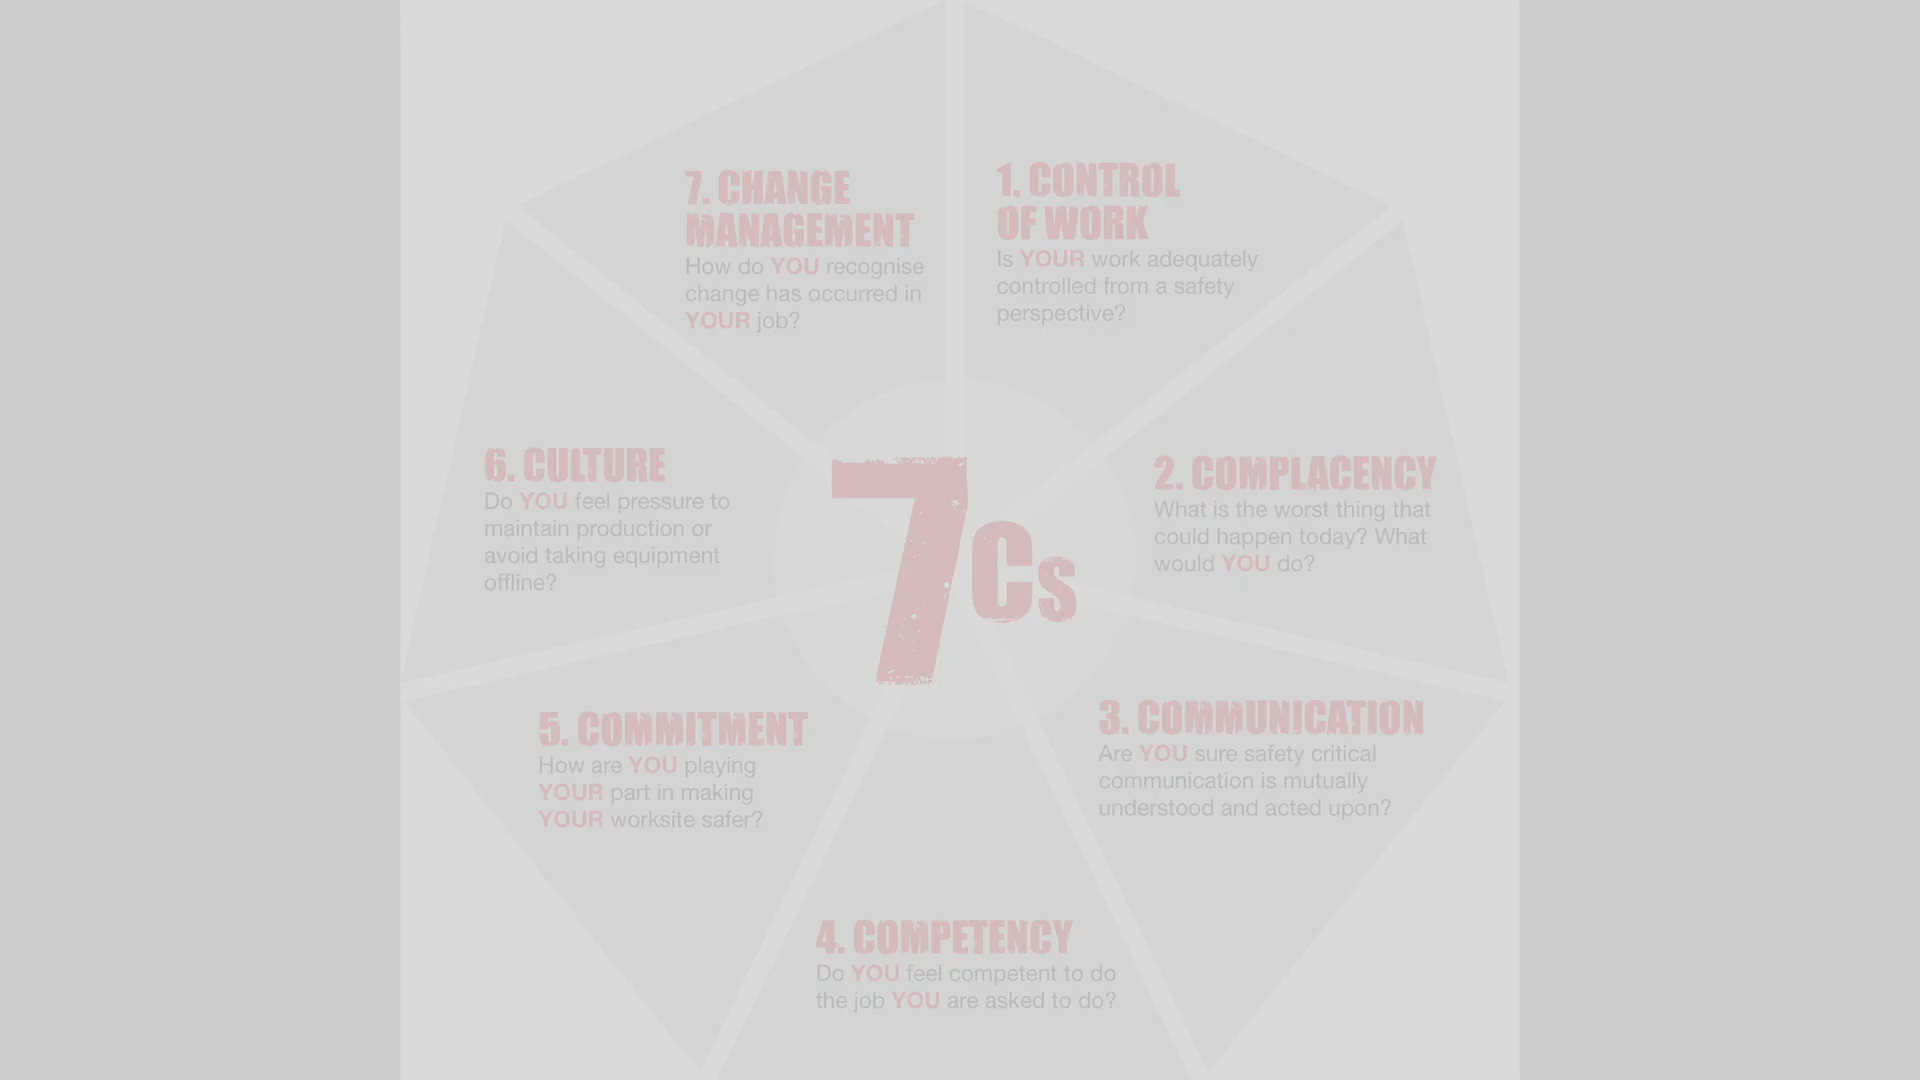 7Cs
1. CONTROL
OF WORK
Is YOUR work adequately
controlled from a safety
perspective?
2. COMPLACENCY
What is the worst thing that
could happen today? What
would YOU do?
3. COMMUNICATION
Are YOU sure safety critical
communication is mutually
understood and acted upon?
4. COMPETENCY
Do YOU feel competent to do
the job YOU are asked to do?
5. COMMITMENT
How are YOU playing
YOUR part in making
YOUR worksite safer?
6. CULTURE
Do YOU feel pressure to
maintain production or
avoid taking equipment
offline?
7. CHANGE
MANAGEMENT
How do YOU recognise
change has occurred in
YOUR job?